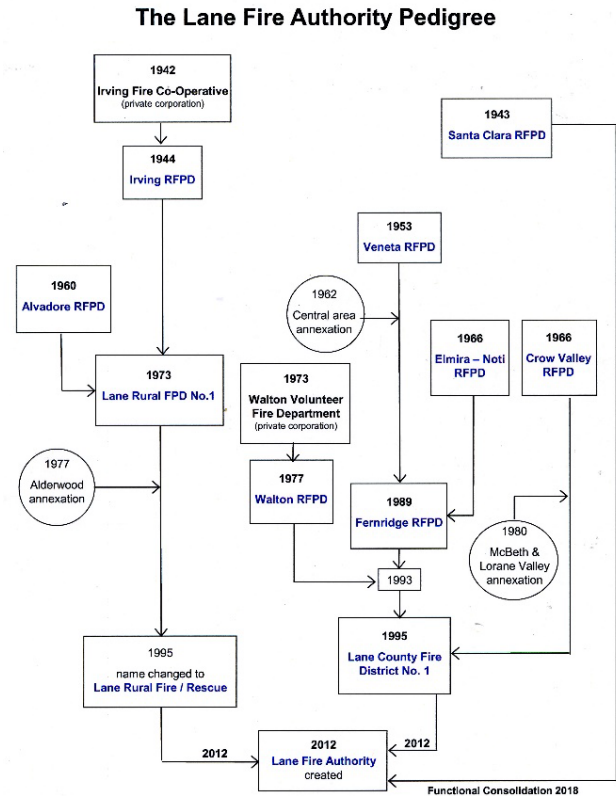 The Lane Fire Authority Pedigree
1942
Irving Fire Co-Operative
(private corporation)
1943
Santa Clara RFPD
1944
Irving RFPD
1953
Veneta RFPD
1960
Alvadore RFPD
1962
Central area
annexation
1966
Elmira – Noti
RFPD
1966
Crow Valley
RFPD
1973
Lane Rural FPD No.1
1973
Walton Volunteer
Fire Department
(private corporation)
1977
Alderwood
annexation
1977
Walton RFPD
1989
Fernridge RFPD
1980
McBeth &
Lorane Valley
annexation
1993
1995
name changed to
Lane Rural Fire / Rescue
1995
Lane County Fire
District No. 1
2012
2012
Lane Fire Authority
created
2012
Functional Consolidation 2018